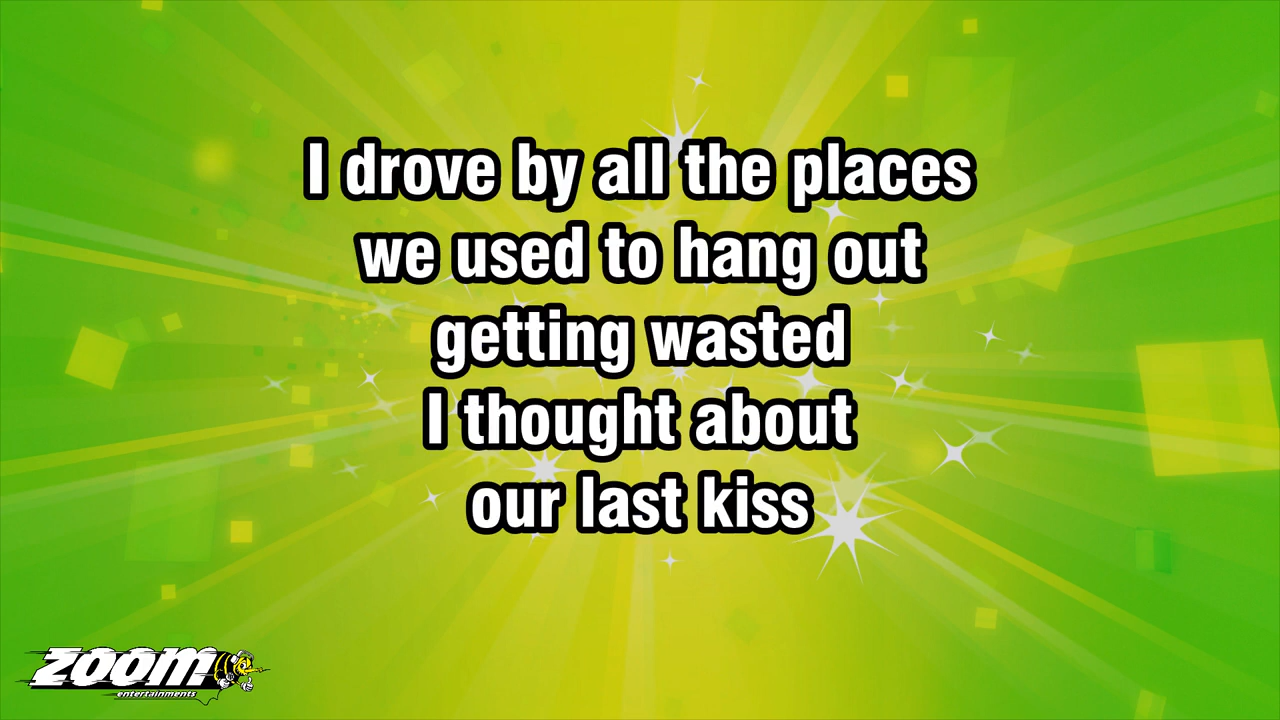 I drove by all the places
we used to hang out
getting wasted
I thought about
our last kiss
zoom
entertainments